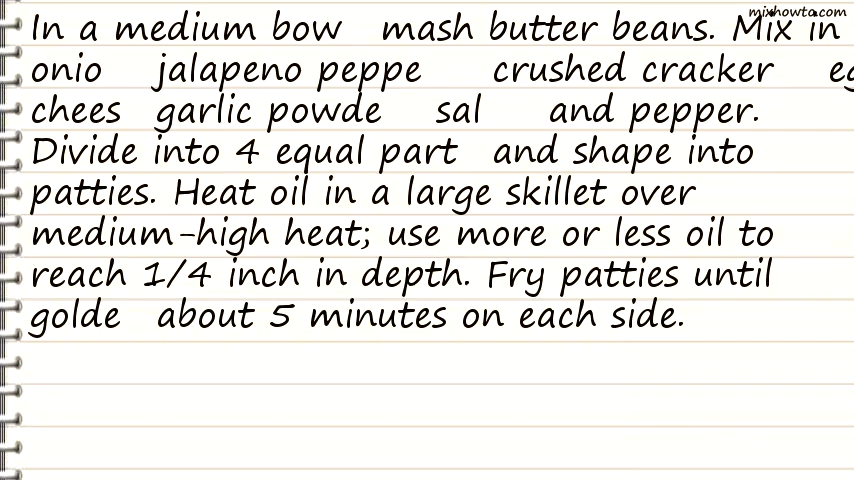 mixhowto.com
In a medium bow mash butter beans. Mix in
onio jalapeno peppe crushed cracker eg
chees garlic powde sal and pepper.
Divide into 4 equal part and shape into
patties. Heat oil in a large skillet over
medium-high heat; use more or less oil to
reach 1/4 inch in depth. Fry patties until
golde about 5 minutes on each side.